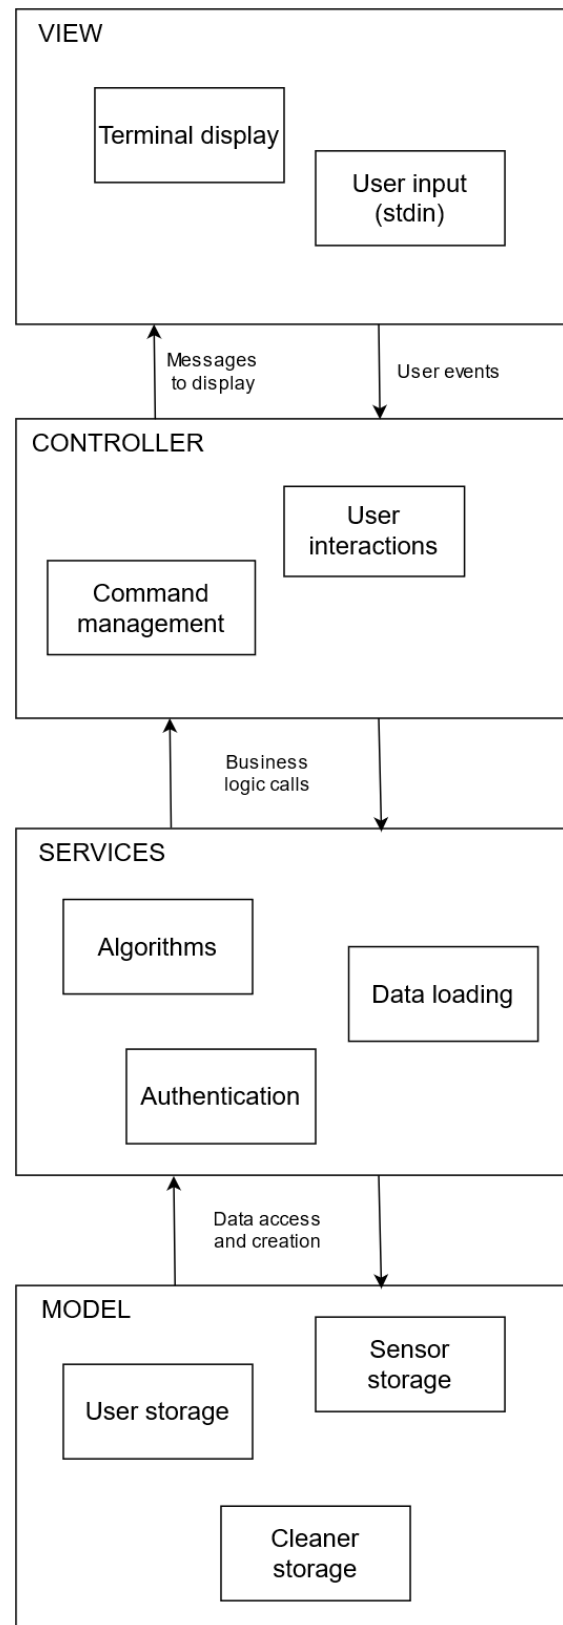 VIEW
Terminal display
User input
(stdin)
Messages
to display
User events
CONTROLLER
User
interactions
Command
management
Business
logic calls
SERVICES
Algorithms
Data loading
Authentication
Data access
and creation
MODEL
Sensor
storage
User storage
Cleaner
storage